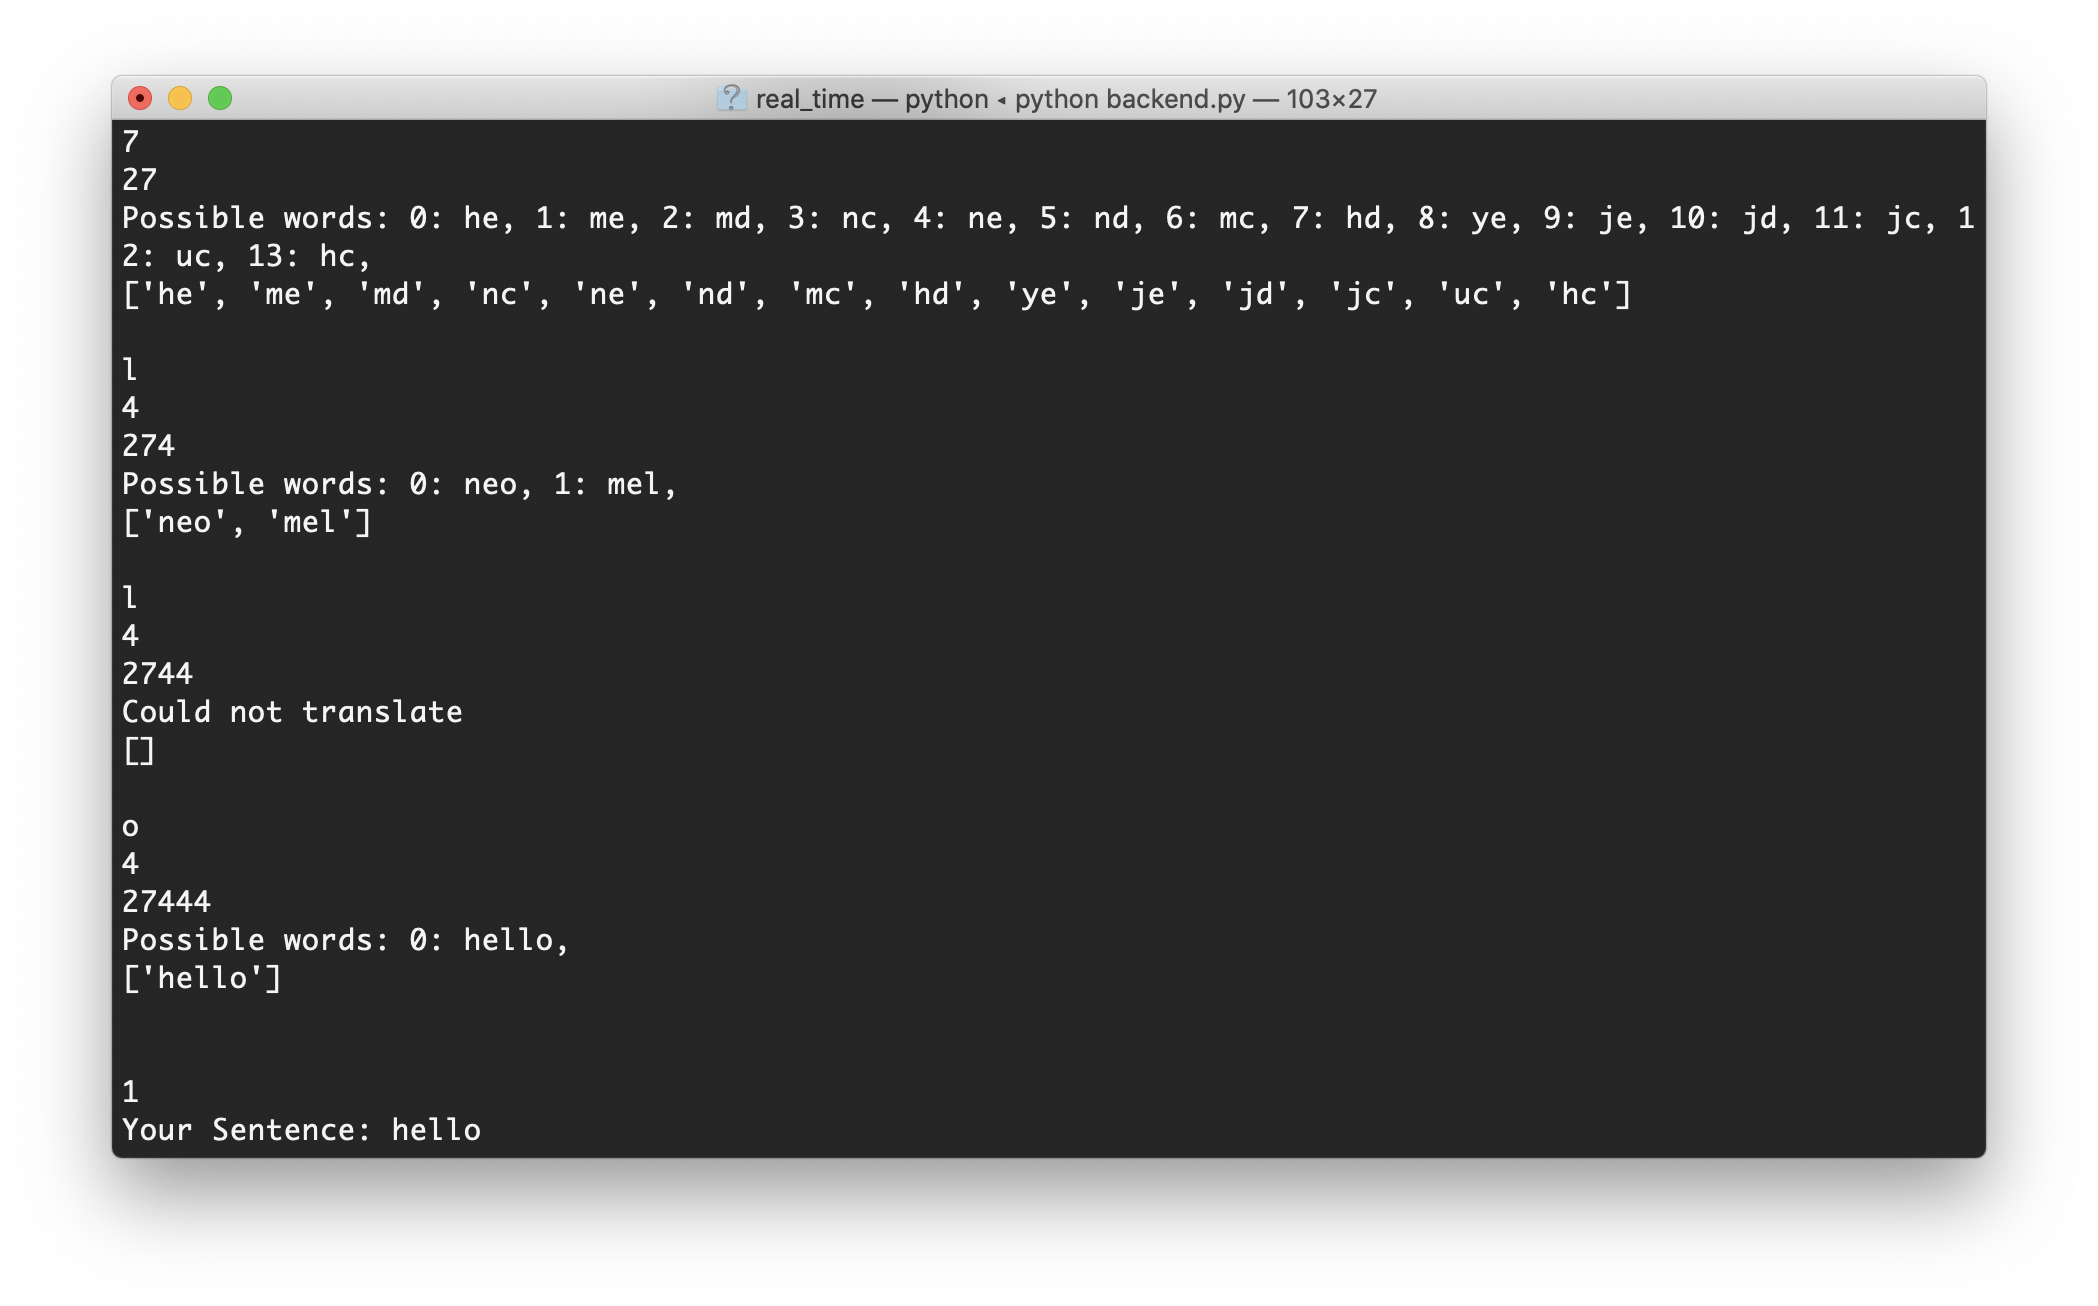 real_time — python ◂ python backend.py — 103×27
7
27
Possible words: 0: he, 1: me, 2: md, 3: nc, 4: ne, 5: nd, 6: mc, 7: hd, 8: ye, 9: je, 10: jd, 11: jc, 1
2: uc, 13: hc,
['he', 'me', 'md', 'nc', 'ne', 'nd', 'mc', 'hd', 'ye', 'je', 'jd', 'jc', 'uc', 'hc']
l
4
274
Possible words: 0: neo, 1: mel,
['neo', 'mel']
l
4
2744
Could not translate
[]
o
4
27444
Possible words: 0: hello,
['hello']
1
Your Sentence: hello